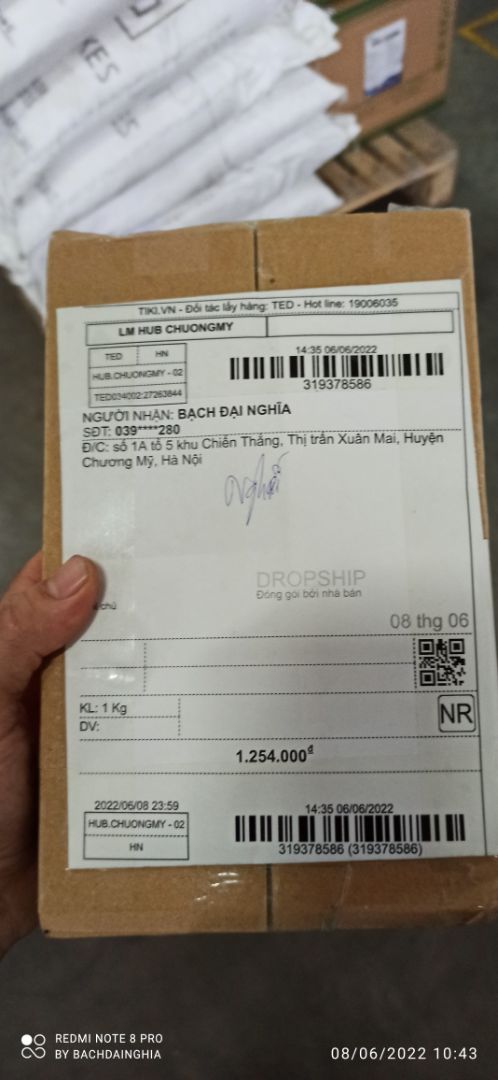 KES
TIKI.VN - Đối tác lấy hàng: TED - Hot line: 19006035
LM HUB CHUONGMY
TED HN
HUB.CHUONGMY - 02
TED034002:27263844
14:35 06/06/2022
319378586
NGƯỜI NHẬN: BẠCH ĐẠI NGHĨA
SĐT: 039****280
Đ/C: số 1A tổ 5 khu Chiến Thắng, Thị trấn Xuân Mai, Huyện
Chương Mỹ, Hà Nội
Nghĩa
DROPSHIP
Đóng gói bởi nhà bán
chú
08 thg 06
KL: 1 Kg
DV:
NR
1.254.000₫
2022/06/08 23:59
HUB.CHUONGMY - 02
HN
14:35 06/06/2022
319378586 (319378586)
REDMI NOTE 8 PRO
BY BACHDAINGHIA
08/06/2022 10:43